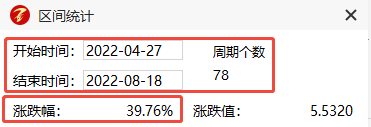 区间统计
开始时间： 2022-04-27 周期个数
结束时间： 2022-08-18 78
涨跌幅： 39.76% 涨跌值： 5.5320